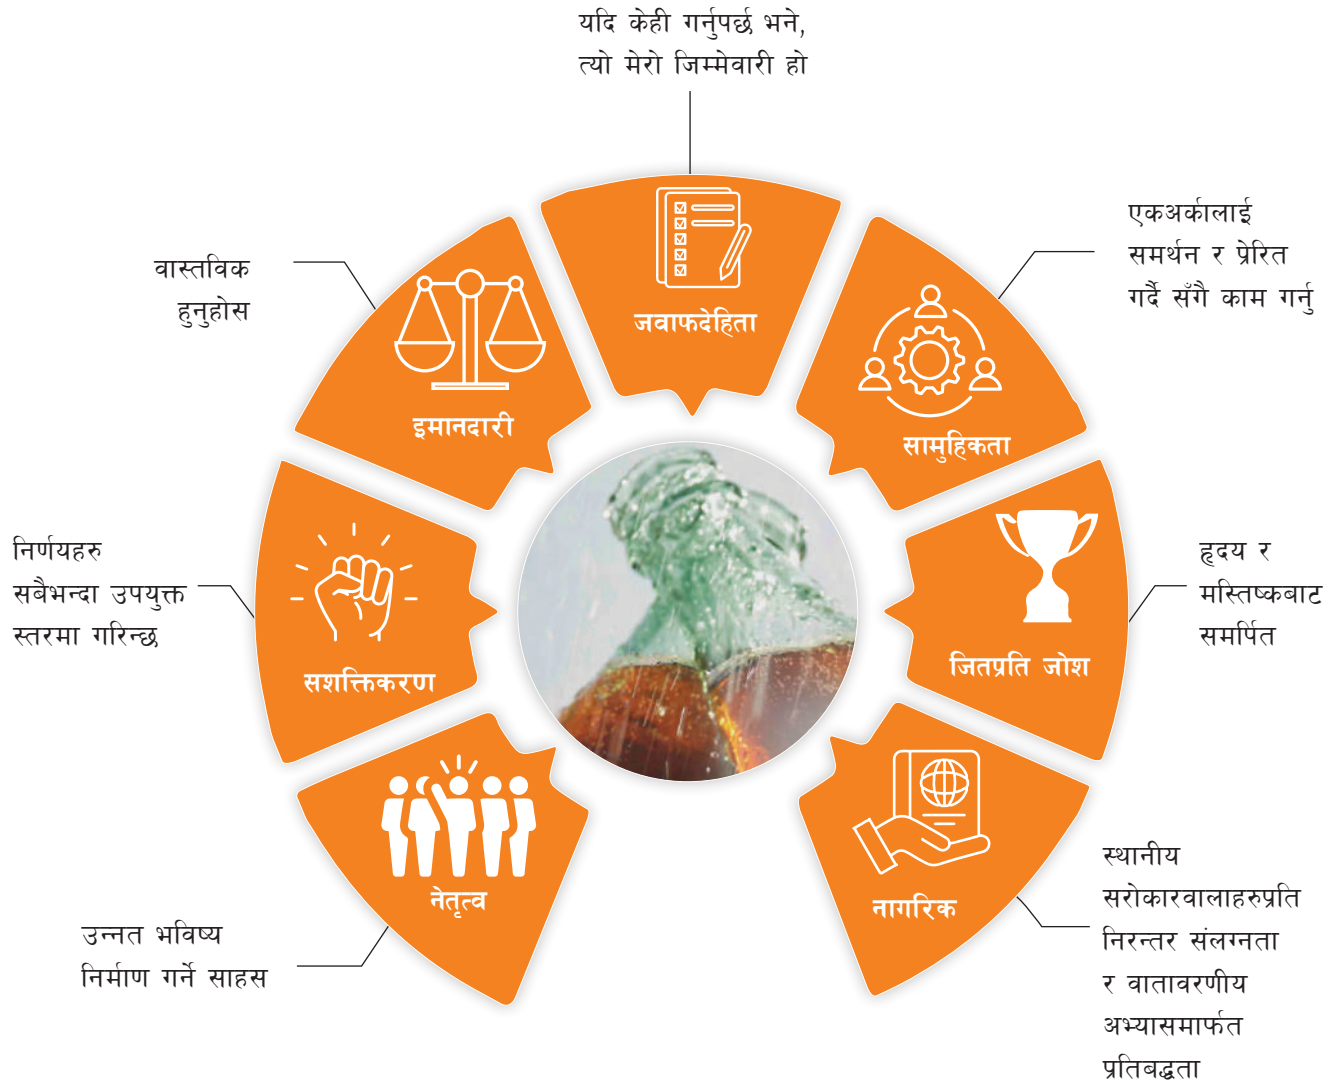 यदि केही गर्नुपर्छ भने,
त्यो मेरो जिम्मेवारी हो
जवाफदेहिता
एकअर्कालाई
समर्थन र प्रेरित
गर्दै सँगै काम गर्नु
सामुहिकता
हृदय र
मस्तिष्कबाट
समर्पित
जितप्रति जोश
स्थानीय
सरोकारवालाहरुप्रति
निरन्तर संलग्नता
र वातावरणीय
अभ्यासमार्फत
प्रतिबद्धता
नागरिक
उन्नत भविष्य
निर्माण गर्ने साहस
नेतृत्व
निर्णयहरु
सबैभन्दा उपयुक्त
स्तरमा गरिन्छ
सशक्तिकरण
वास्तविक
हुनुहोस
इमानदारी